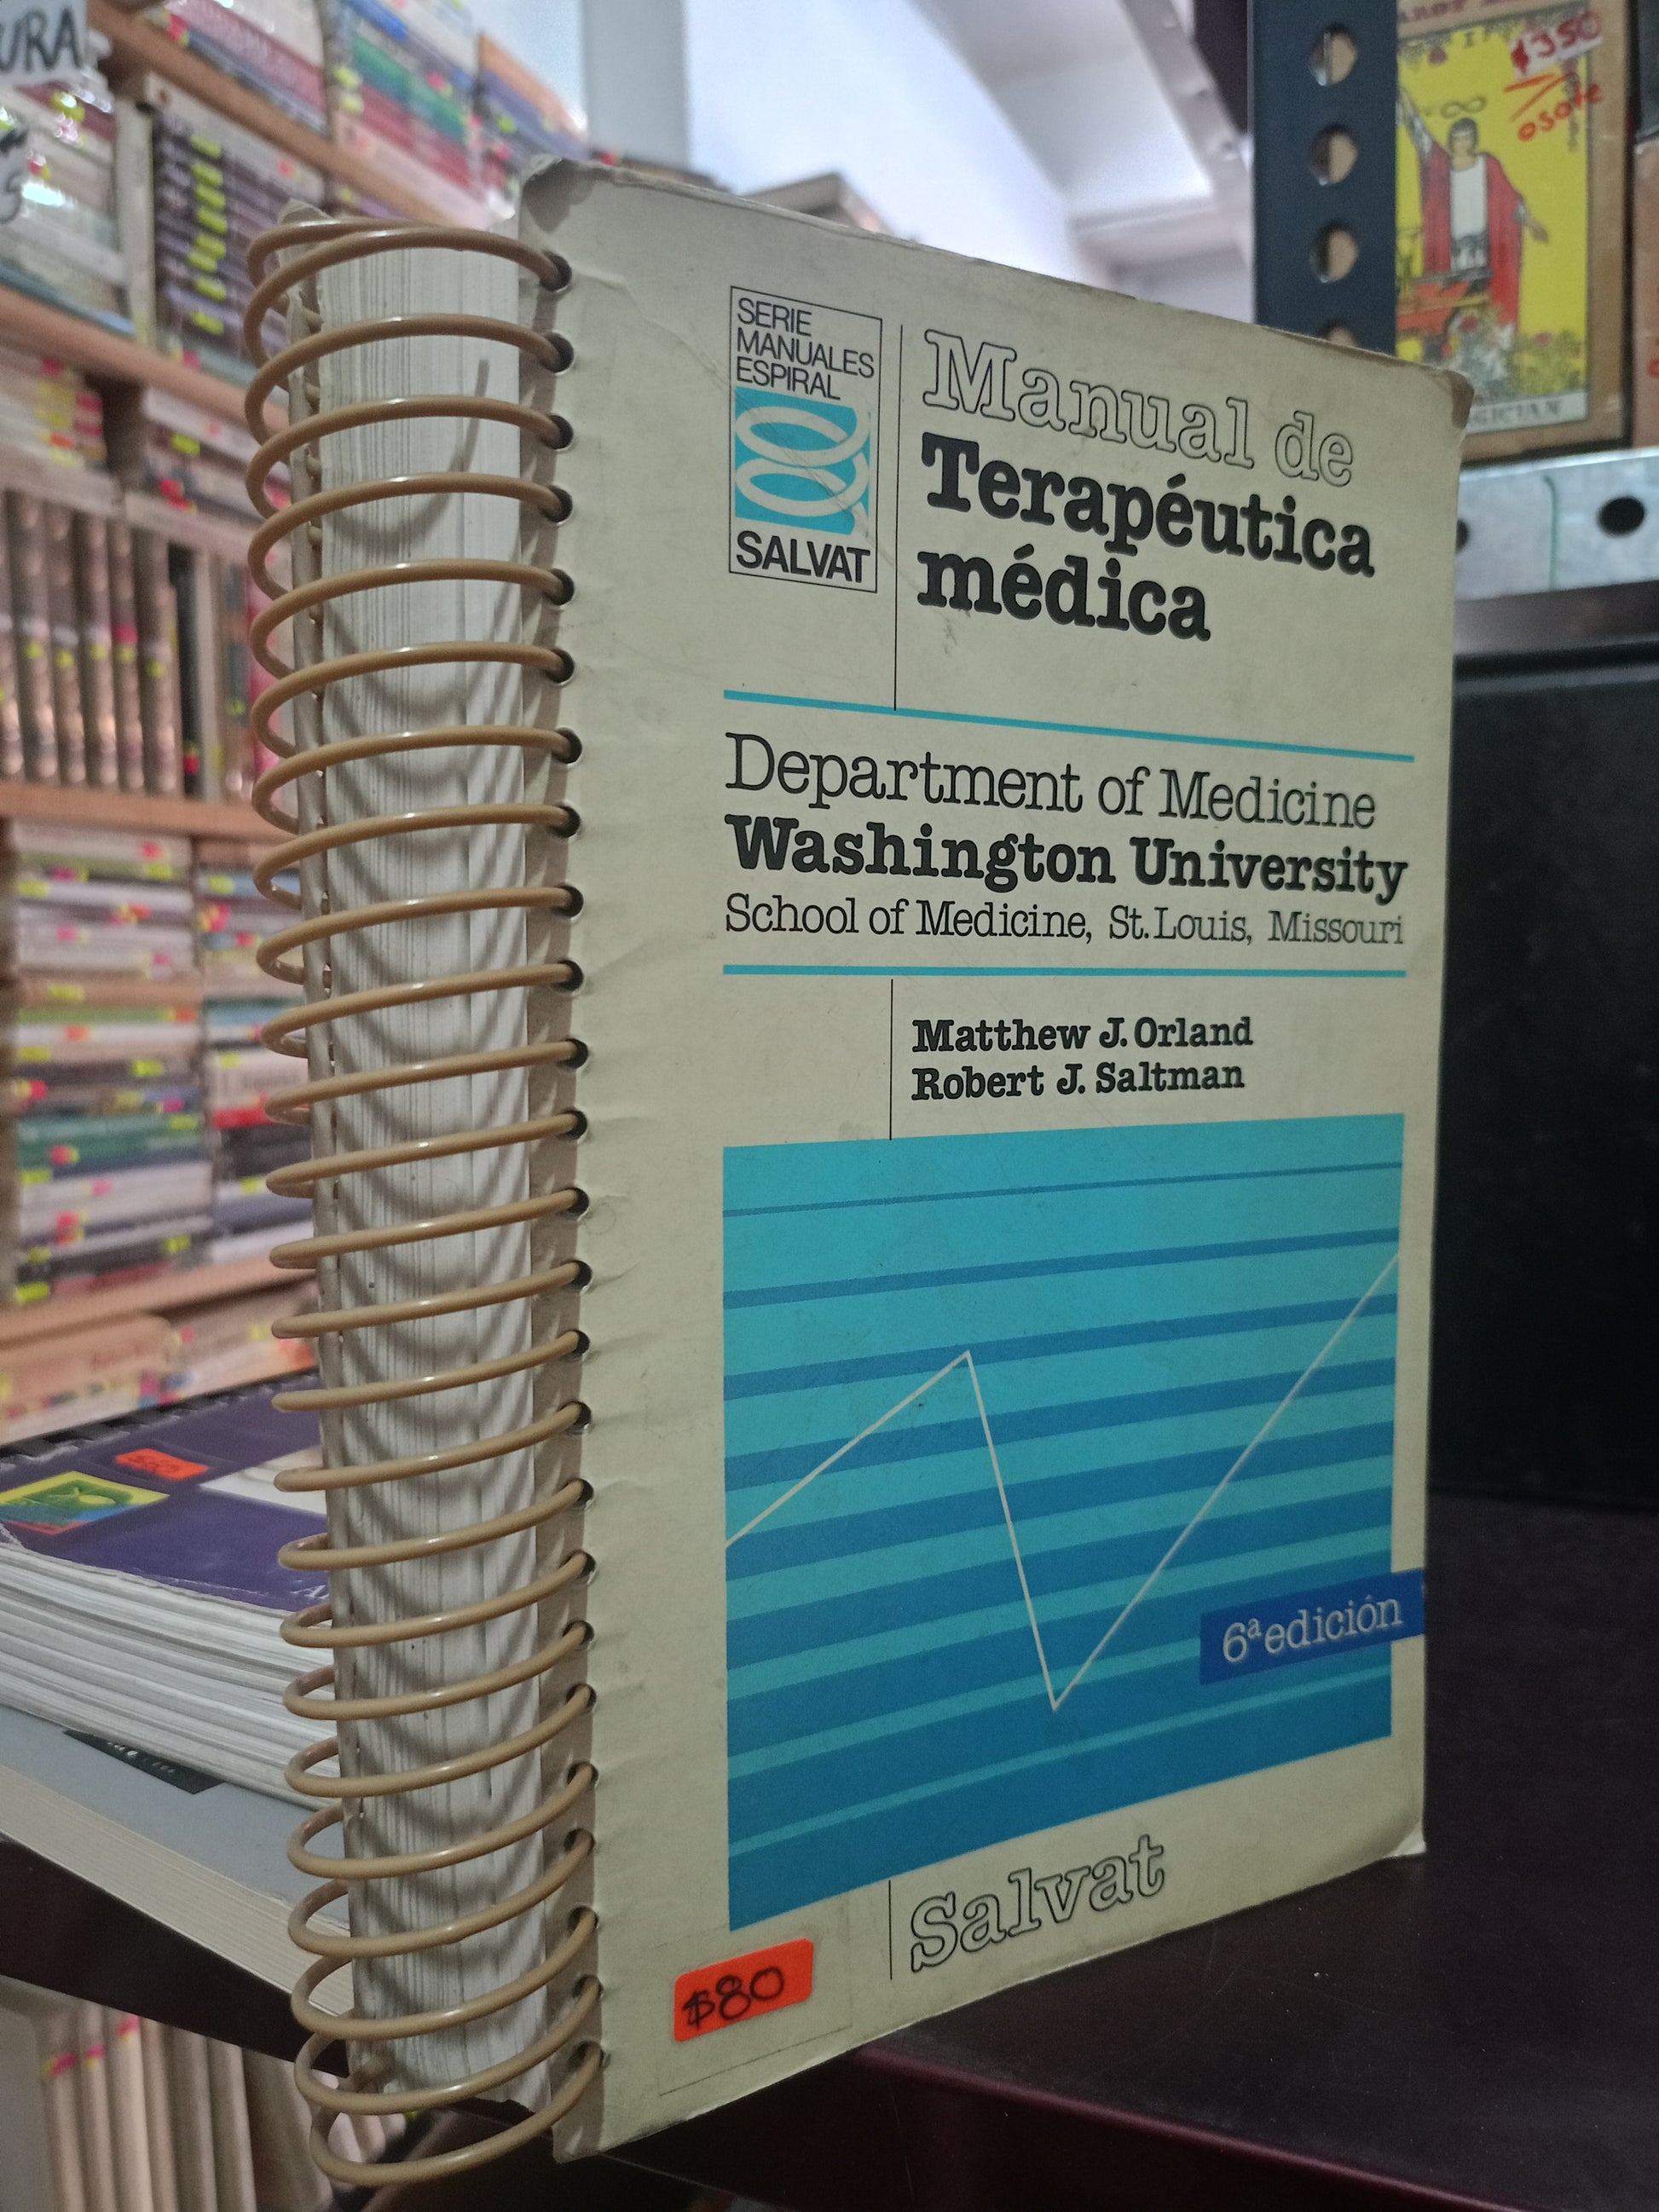 URA
$350
SERIE
MANUALES
ESPIRAL
SALVAT
Manual de
Terapéutica
médica
Department of Medicine
Washington University
School of Medicine, St. Louis, Missouri
Matthew J. Orland
Robert J. Saltman
6ª edición
Salvat
$80